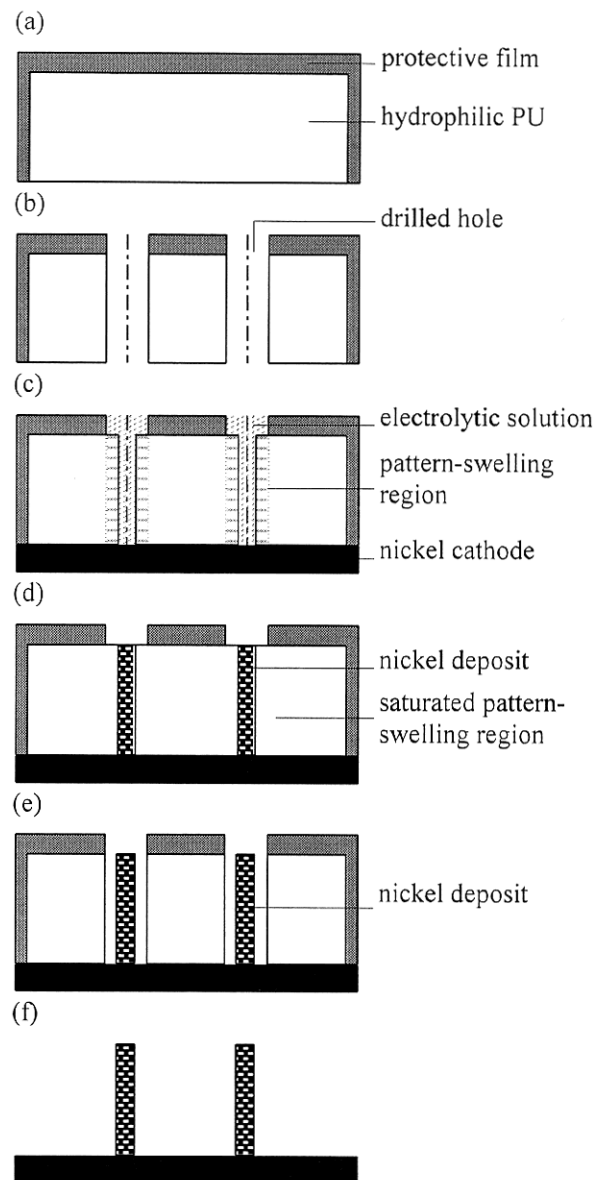 (a)
protective film
hydrophilic PU
(b)
drilled hole
(c)
electrolytic solution
pattern-swelling
region
nickel cathode
(d)
nickel deposit
saturated pattern-
swelling region
(e)
nickel deposit
(f)